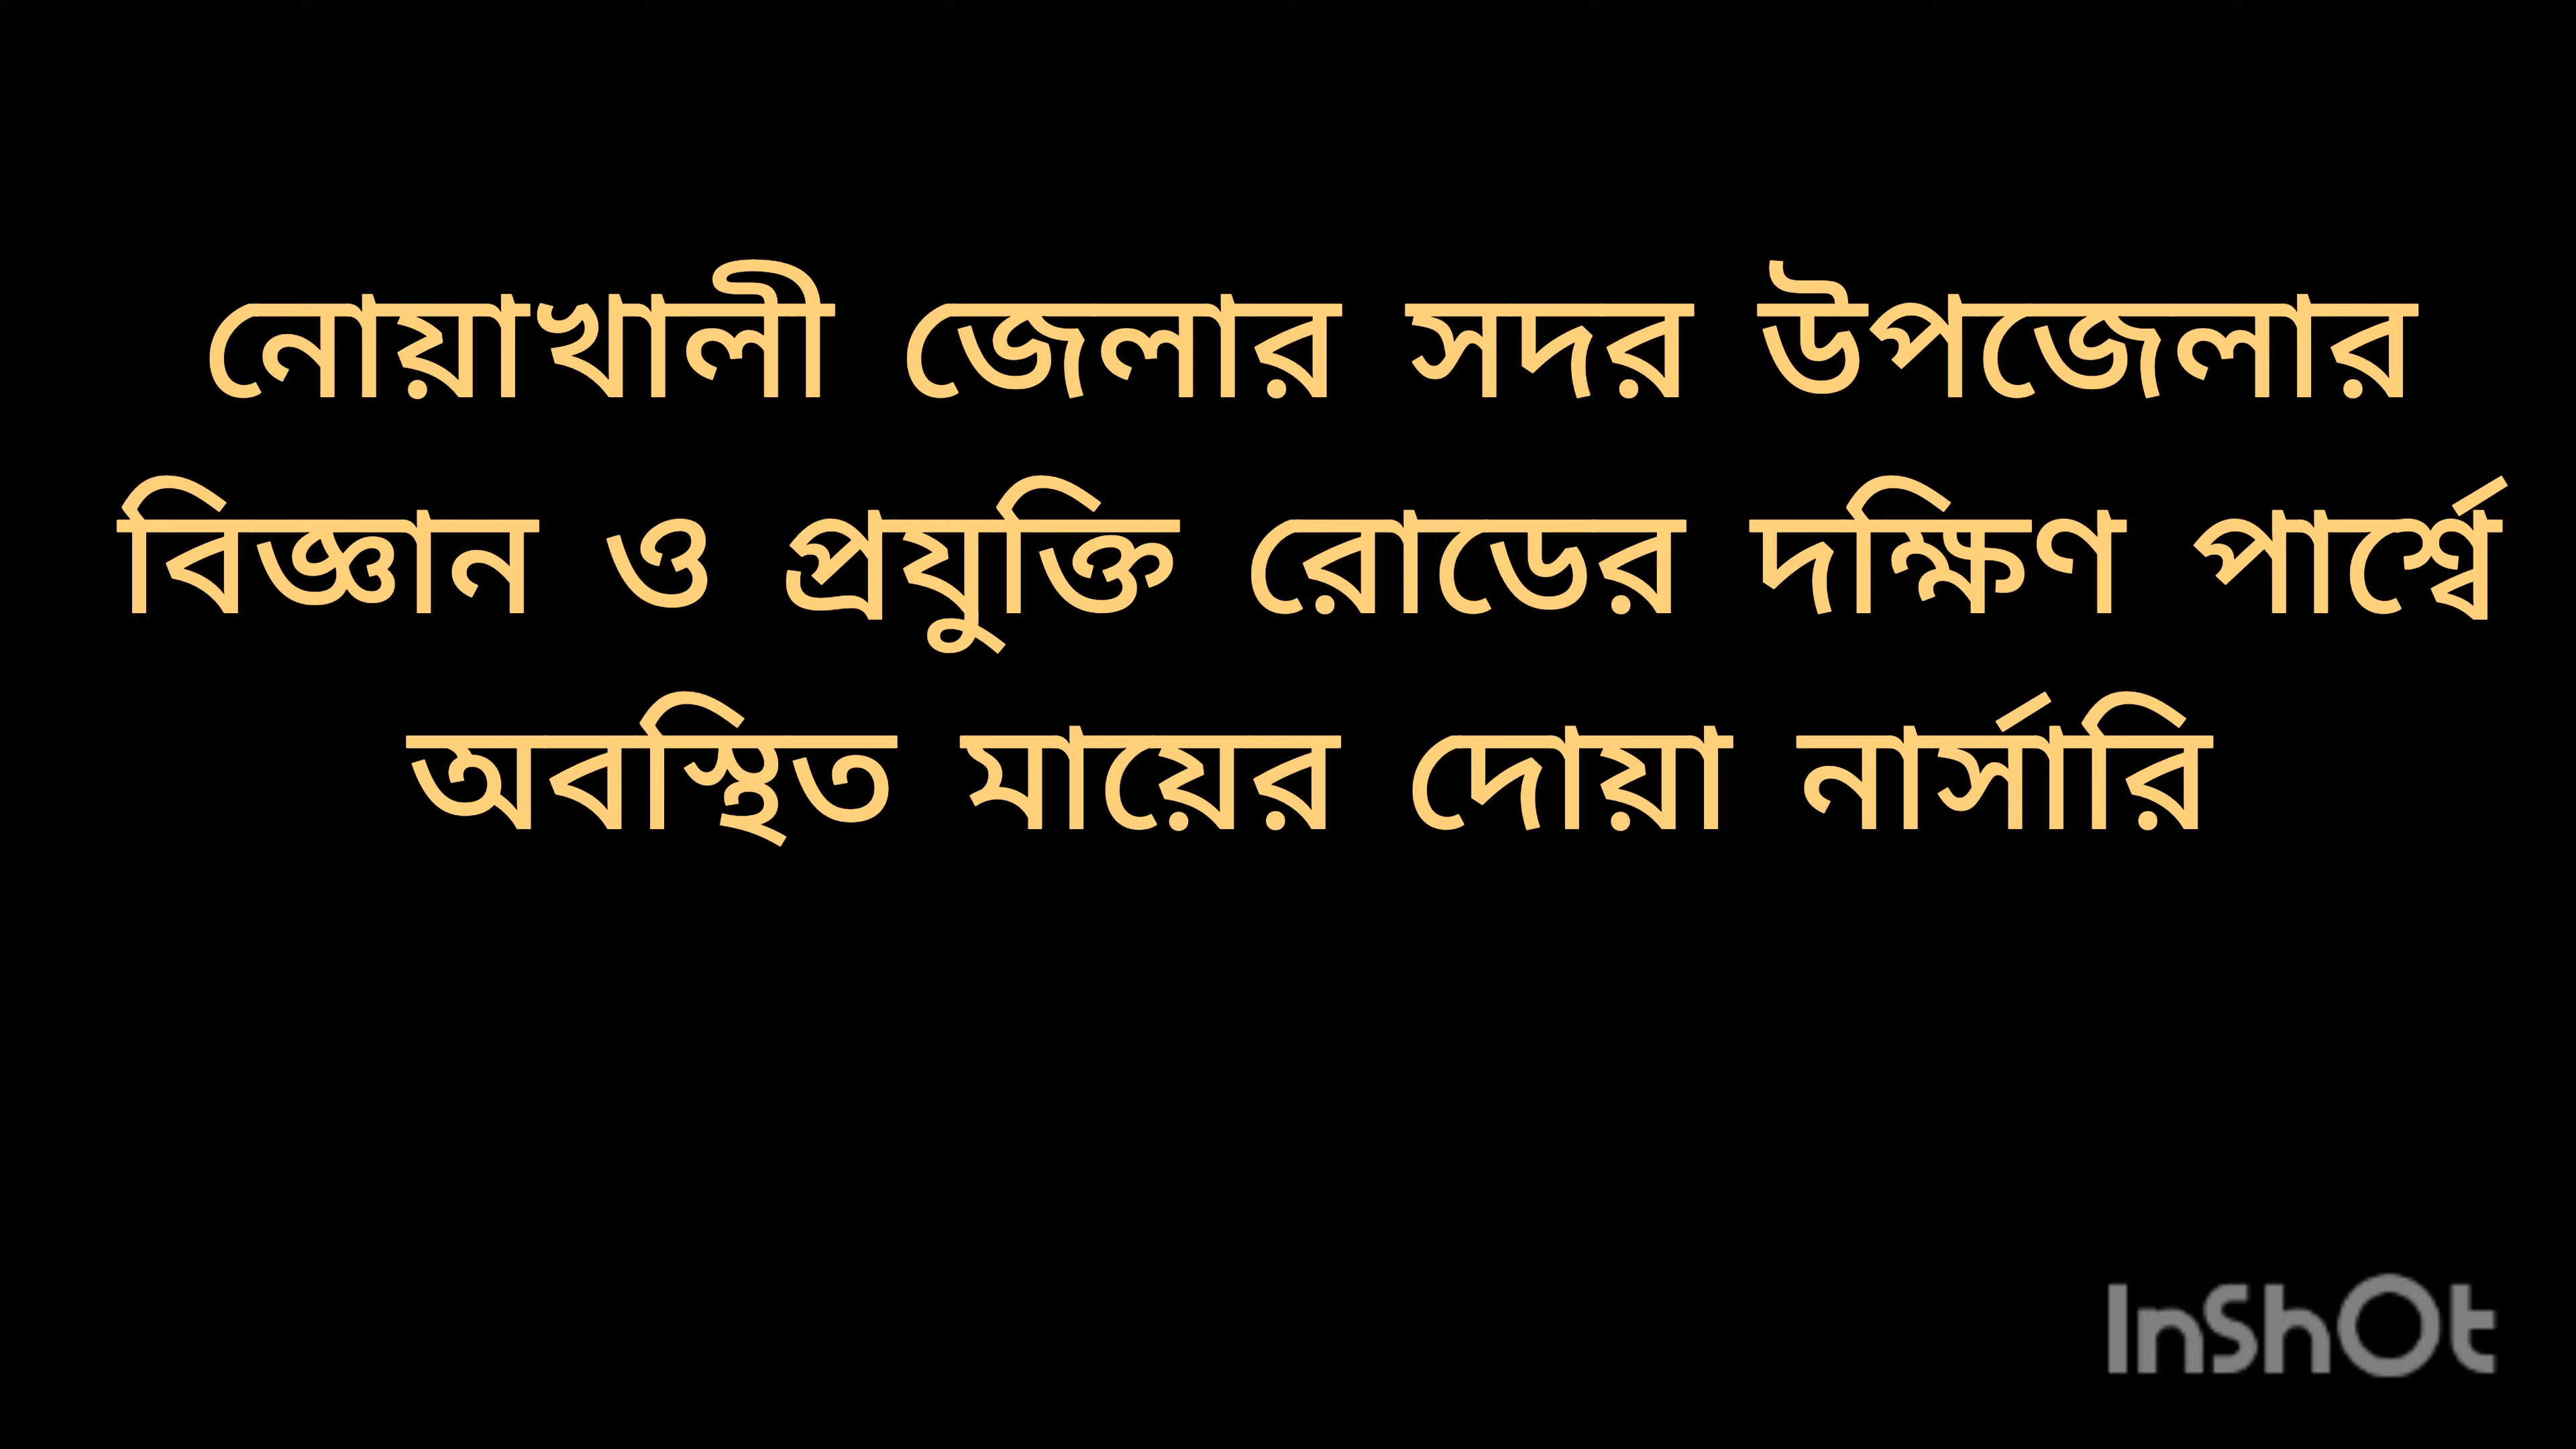 নোয়াখালী জেলার সদর উপজেলার
বিজ্ঞান ও প্রযুক্তি রোডের দক্ষিণ পার্শ্বে
অবস্থিত মায়ের দোয়া নার্সারি
InShOt